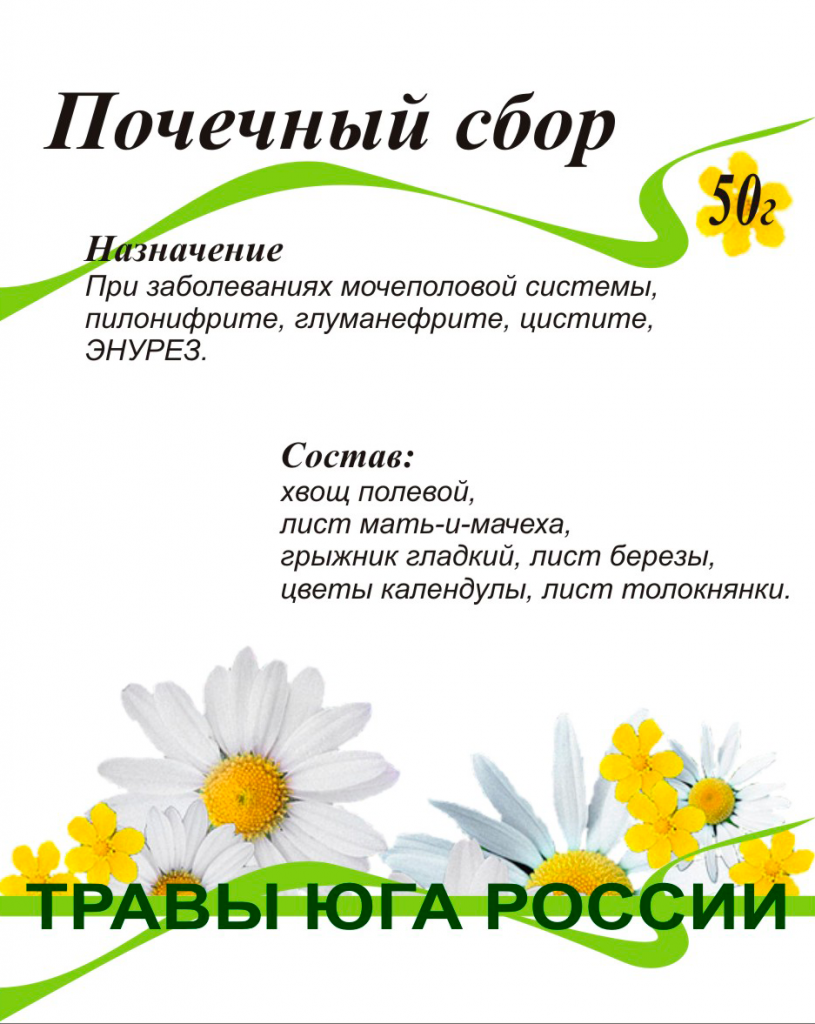 Почечный сбор
50г
Назначение
При заболеваниях мочеполовой системы,
пилонифрите, глуманефрите, цистите,
ЭНУРЕЗ.
Состав:
хвощ полевой,
лист мать-и-мачеха,
грыжник гладкий, лист березы,
цветы календулы, лист толокнянки.
ТРАВЫ ЮГА РОССИИ